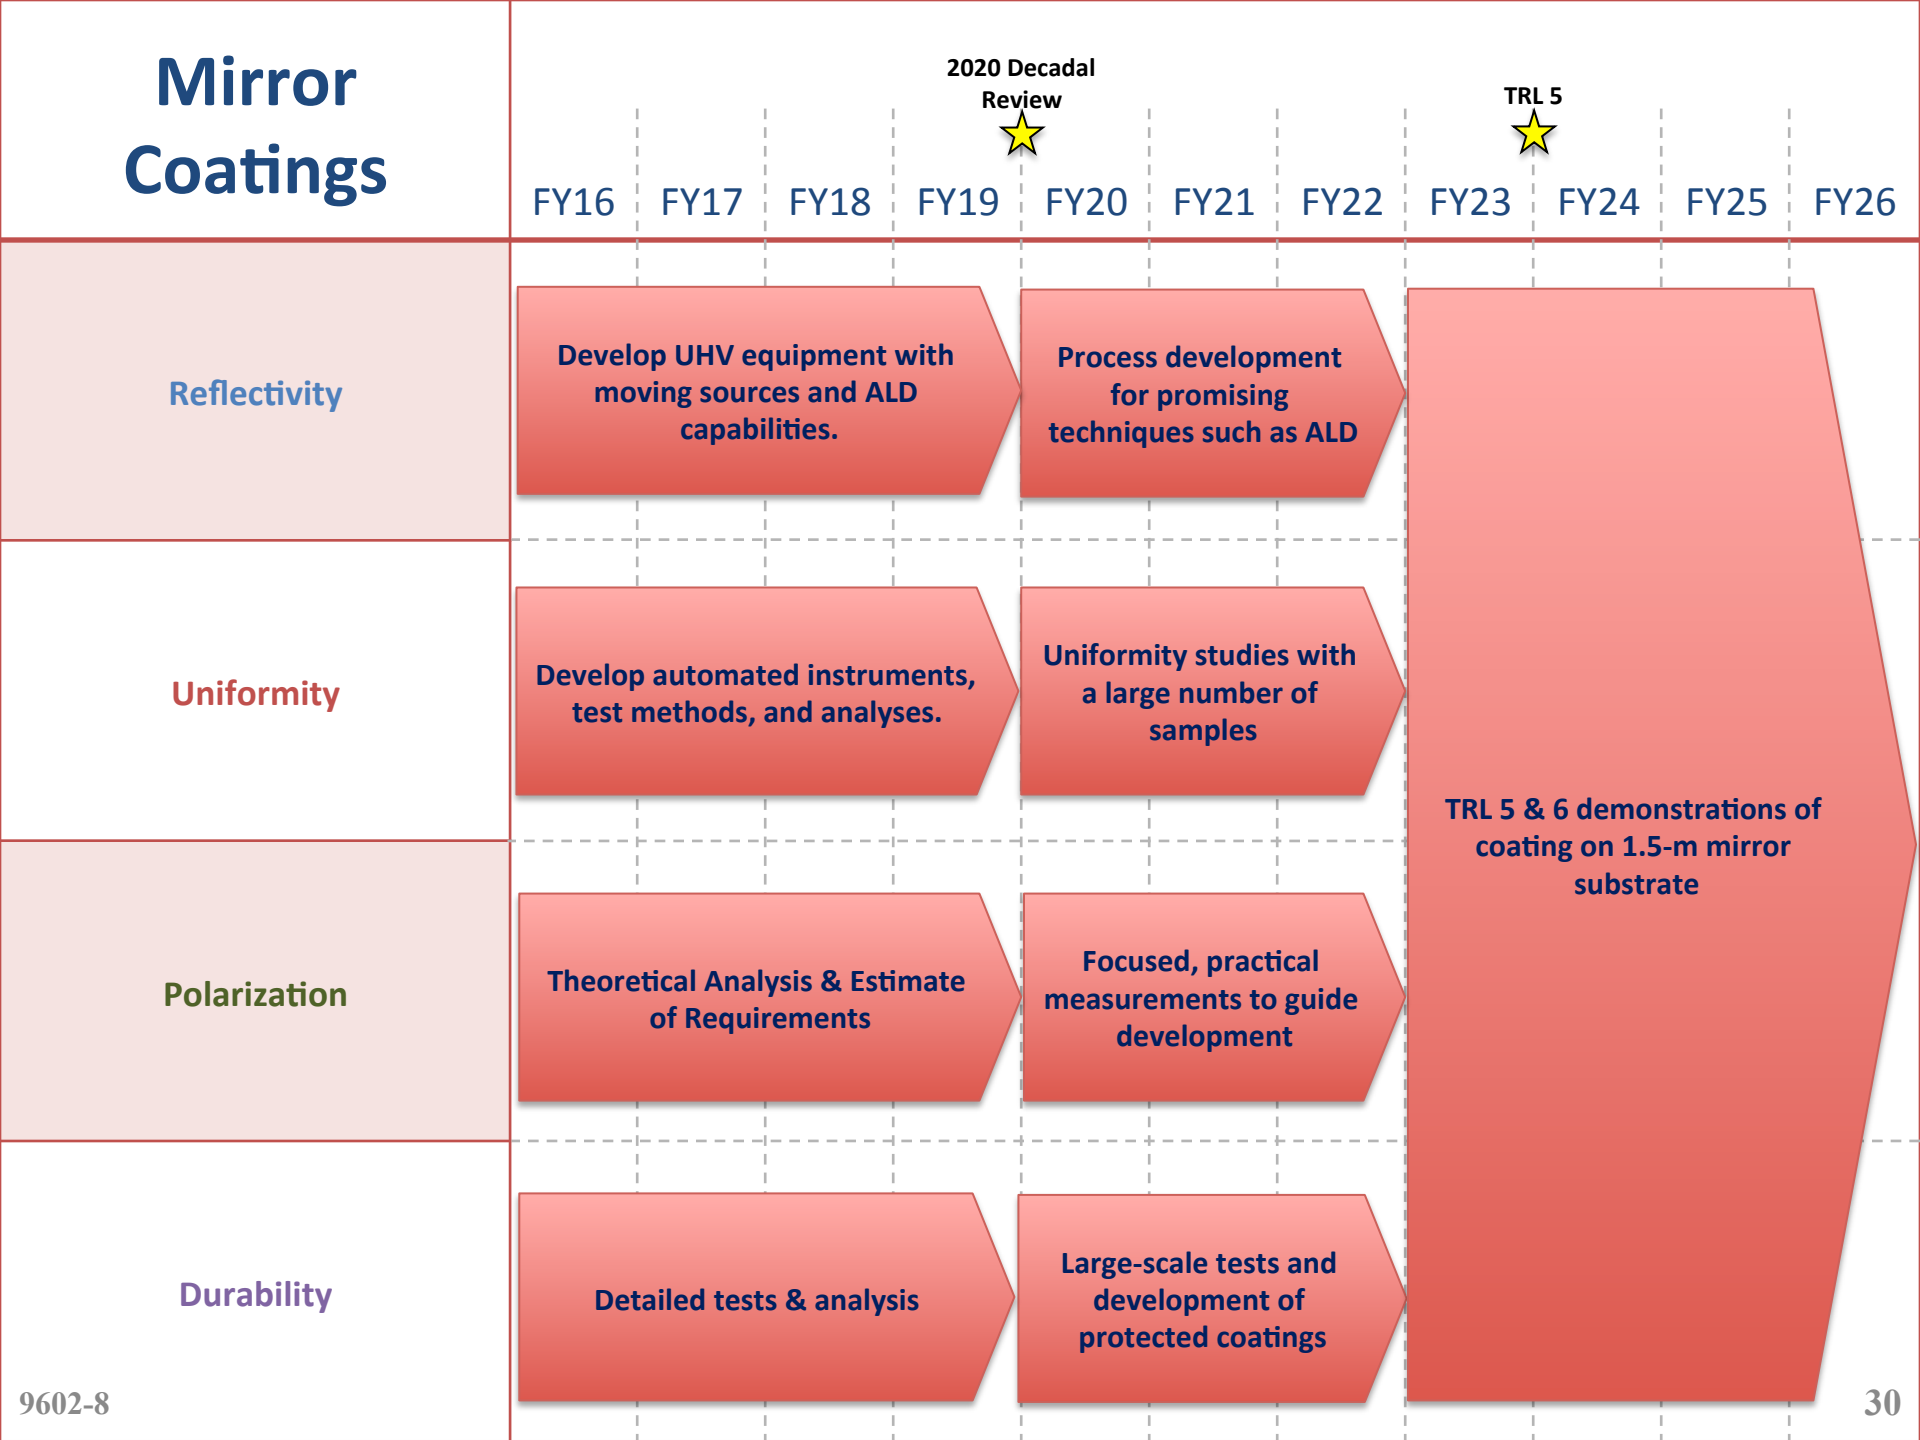 Mirror
Coatings
2020 Decadal
Review
TRL 5
FY16 FY17 FY18 FY19 FY20 FY21 FY22 FY23 FY24 FY25 FY26
Reflectivity
Develop UHV equipment with
moving sources and ALD
capabilities.
Process development
for promising
techniques such as ALD
Uniformity
Develop automated instruments,
test methods, and analyses.
Uniformity studies with
a large number of
samples
TRL 5 & 6 demonstrations of
coating on 1.5-m mirror
substrate
Polarization
Theoretical Analysis & Estimate
of Requirements
Focused, practical
measurements to guide
development
Durability
Detailed tests & analysis
Large-scale tests and
development of
protected coatings
9602-8
30